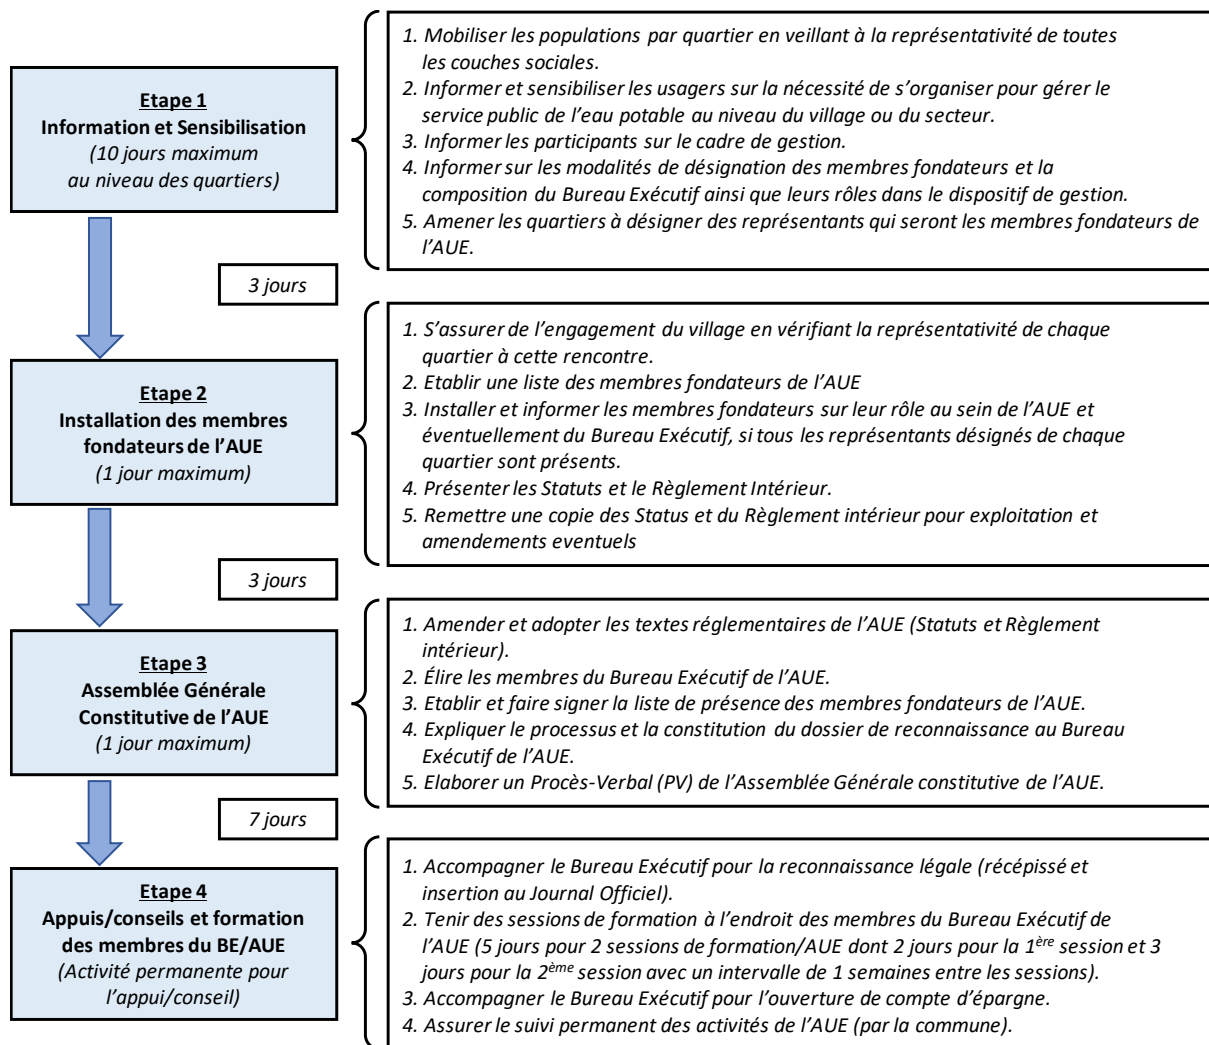 Etape 1
Information et Sensibilisation
(10 jours maximum
au niveau des quartiers)
1. Mobiliser les populations par quartier en veillant à la représentativité de toutes
les couches sociales.
2. Informer et sensibiliser les usagers sur la nécessité de s’organiser pour gérer le
service public de l’eau potable au niveau du village ou du secteur.
3. Informer les participants sur le cadre de gestion.
4. Informer sur les modalités de désignation des membres fondateurs et la
composition du Bureau Exécutif ainsi que leurs rôles dans le dispositif de gestion.
5. Amener les quartiers à désigner des représentants qui seront les membres fondateurs de
l’AUE.
3 jours
Etape 2
Installation des membres
fondateurs de l’AUE
(1 jour maximum)
1. S’assurer de l’engagement du village en vérifiant la représentativité de chaque
quartier à cette rencontre.
2. Etablir une liste des membres fondateurs de l’AUE
3. Installer et informer les membres fondateurs sur leur rôle au sein de l’AUE et
éventuellement du Bureau Exécutif, si tous les représentants désignés de chaque
quartier sont présents.
4. Présenter les Statuts et le Règlement Intérieur.
5. Remettre une copie des Status et du Règlement intérieur pour exploitation et
amendements eventuels
3 jours
Etape 3
Assemblée Générale
Constitutive de l’AUE
(1 jour maximum)
1. Amender et adopter les textes réglementaires de l’AUE (Statuts et Règlement
intérieur).
2. Élire les membres du Bureau Exécutif de l’AUE.
3. Etablir et faire signer la liste de présence des membres fondateurs de l’AUE.
4. Expliquer le processus et la constitution du dossier de reconnaissance au Bureau
Exécutif de l’AUE.
5. Elaborer un Procès-Verbal (PV) de l’Assemblée Générale constitutive de l’AUE.
7 jours
Etape 4
Appuis/conseils et formation
des membres du BE/AUE
(Activité permanente pour
l’appui/conseil)
1. Accompagner le Bureau Exécutif pour la reconnaissance légale (récépissé et
insertion au Journal Officiel).
2. Tenir des sessions de formation à l’endroit des membres du Bureau Exécutif de
l’AUE (5 jours pour 2 sessions de formation/AUE dont 2 jours pour la 1ère session et 3
jours pour la 2ème session avec un intervalle de 1 semaines entre les sessions).
3. Accompagner le Bureau Exécutif pour l’ouverture de compte d’épargne.
4. Assurer le suivi permanent des activités de l’AUE (par la commune).